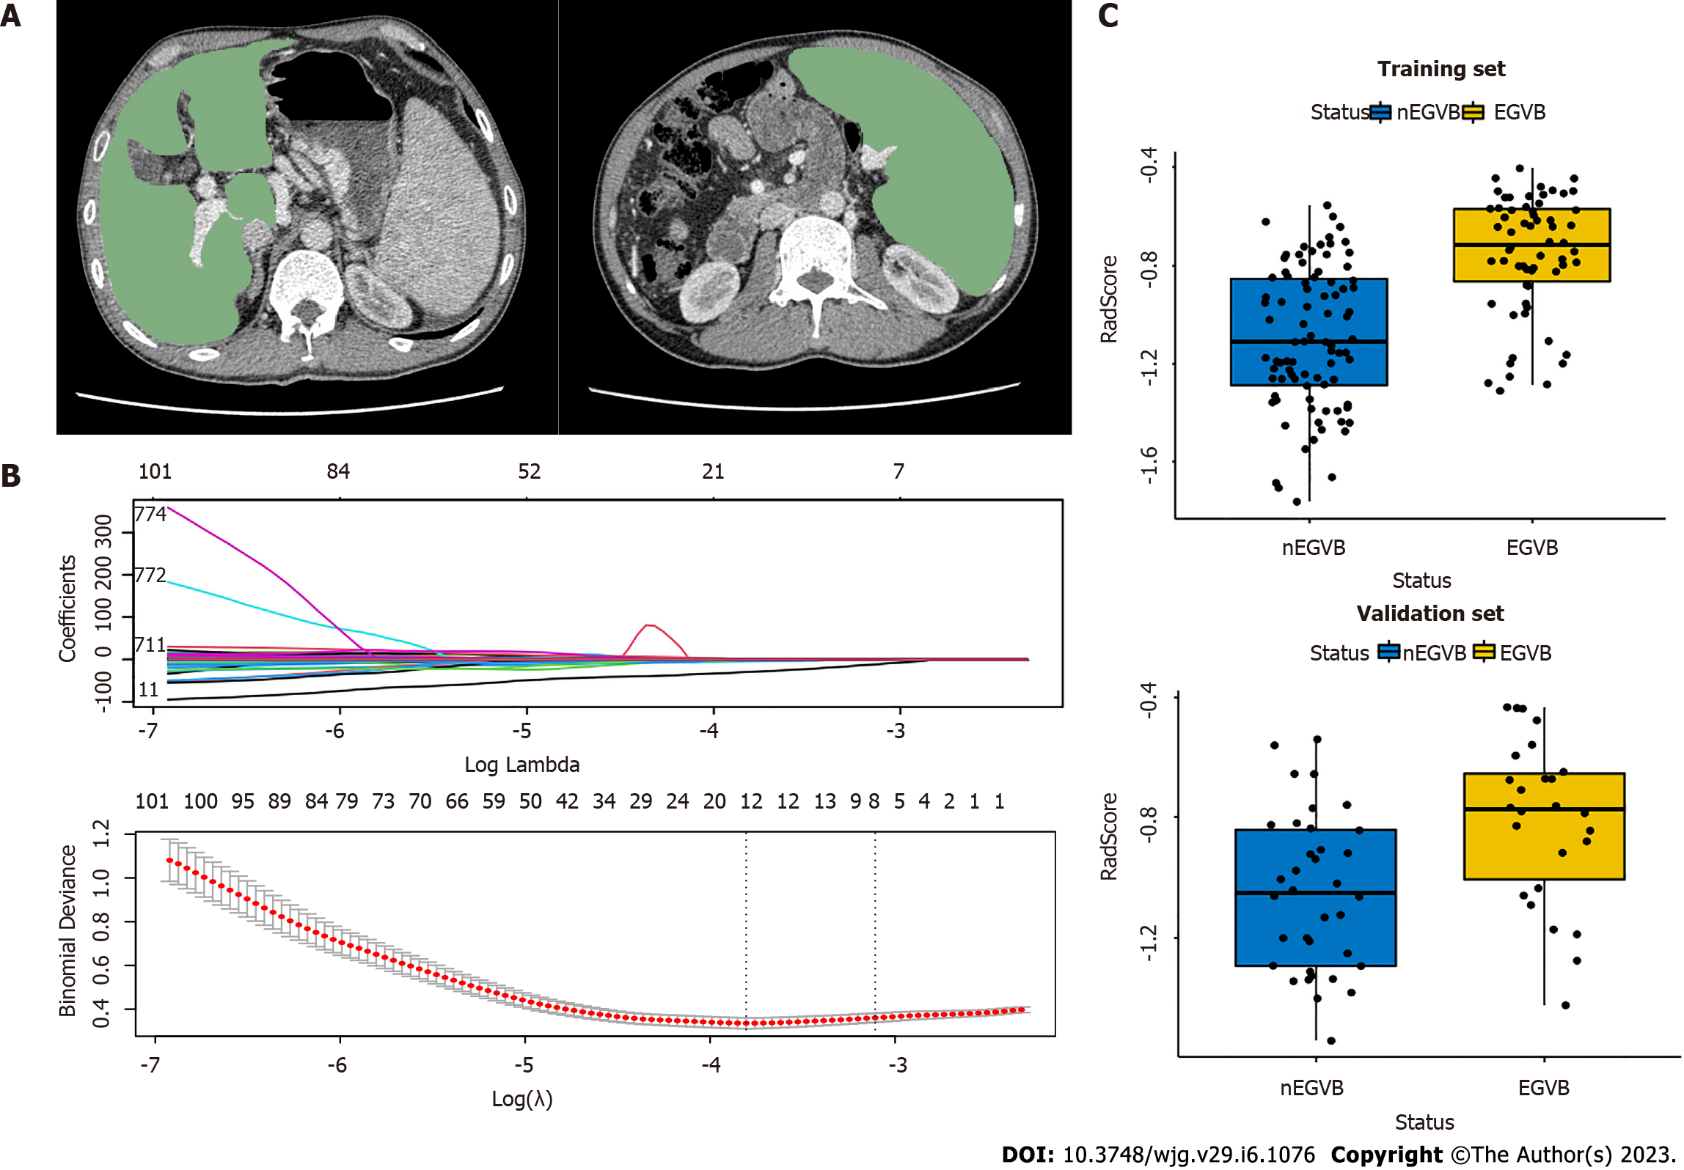 A
B
101 84 52 21 7
774
772
711
11
Coefficients
-100 0 100 200 300
-7 -6 -5 -4 -3
Log Lambda
101 100 95 89 84 79 73 70 66 59 50 42 34 29 24 20 12 12 13 9 8 5 4 2 1 1
Binomial Deviance
0.4 0.6 0.8 1.0 1.2
-7 -6 -5 -4 -3
Log(λ)
C
Training set
Status nEGVB EGVB
RadScore
-0.4
-0.8
-1.2
-1.6
nEGVB EGVB
Status
Validation set
Status nEGVB EGVB
RadScore
-0.4
-0.8
-1.2
nEGVB EGVB
Status
DOI: 10.3748/wjg.v29.i6.1076 Copyright ©The Author(s) 2023.